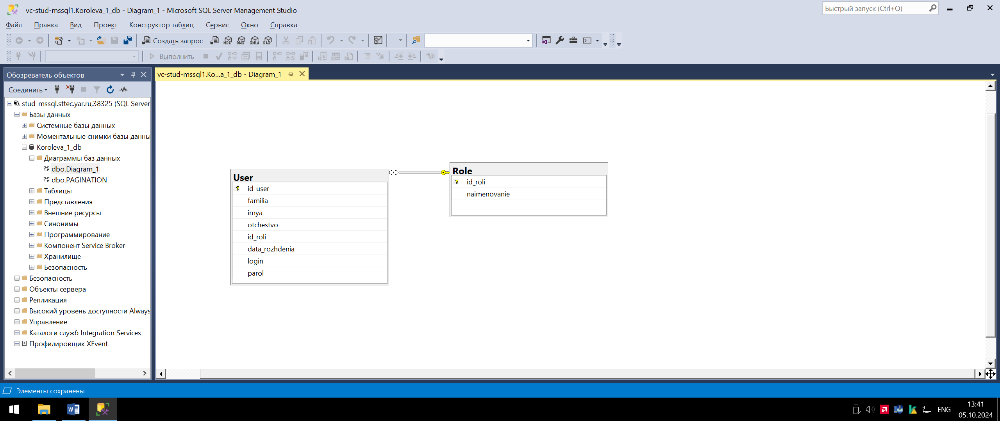 vc-stud-mssql1.Koroleva_1_db - Diagram_1 - Microsoft SQL Server Management Studio
Быстрый запуск (Ctrl+Q)
Файл Правка Вид Проект Конструктор таблиц Сервис Окно Справка
Создать запрос MDX DMX XMLA DAX
Выполнить
Обозреватель объектов
vc-stud-mssql1.Ko...a_1_db - Diagram_1
Соединить
stud-mssql.sttec.yar.ru,38325 (SQL Server
Базы данных
Системные базы данных
Моментальные снимки базы данны
Koroleva_1_db
Диаграммы баз данных
dbo.Diagram_1
dbo.PAGINATION
Таблицы
Представления
Внешние ресурсы
Синонимы
Программирование
Компонент Service Broker
Хранилище
Безопасность
Безопасность
Объекты сервера
Репликация
Высокий уровень доступности Always
Управление
Каталоги служб Integration Services
Профилировщик XEvent
User
id_user
familia
imya
otchestvo
id_roli
data_rozhdenia
login
parol
Role
id_roli
naimenovanie
Элементы сохранены
ENG
13:41
05.10.2024